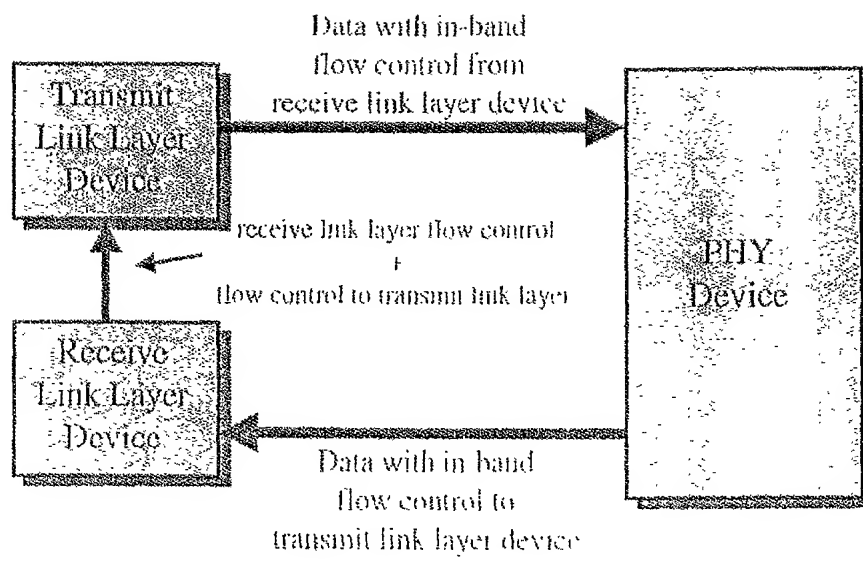 Data with in-band
flow control from
receive link layer device
Transmit
Link Layer
Device
receive link layer flow control
+
flow control to transmit link layer
PHY
Device
Receive
Link Layer
Device
Data with in band
flow control to
transmit link layer device